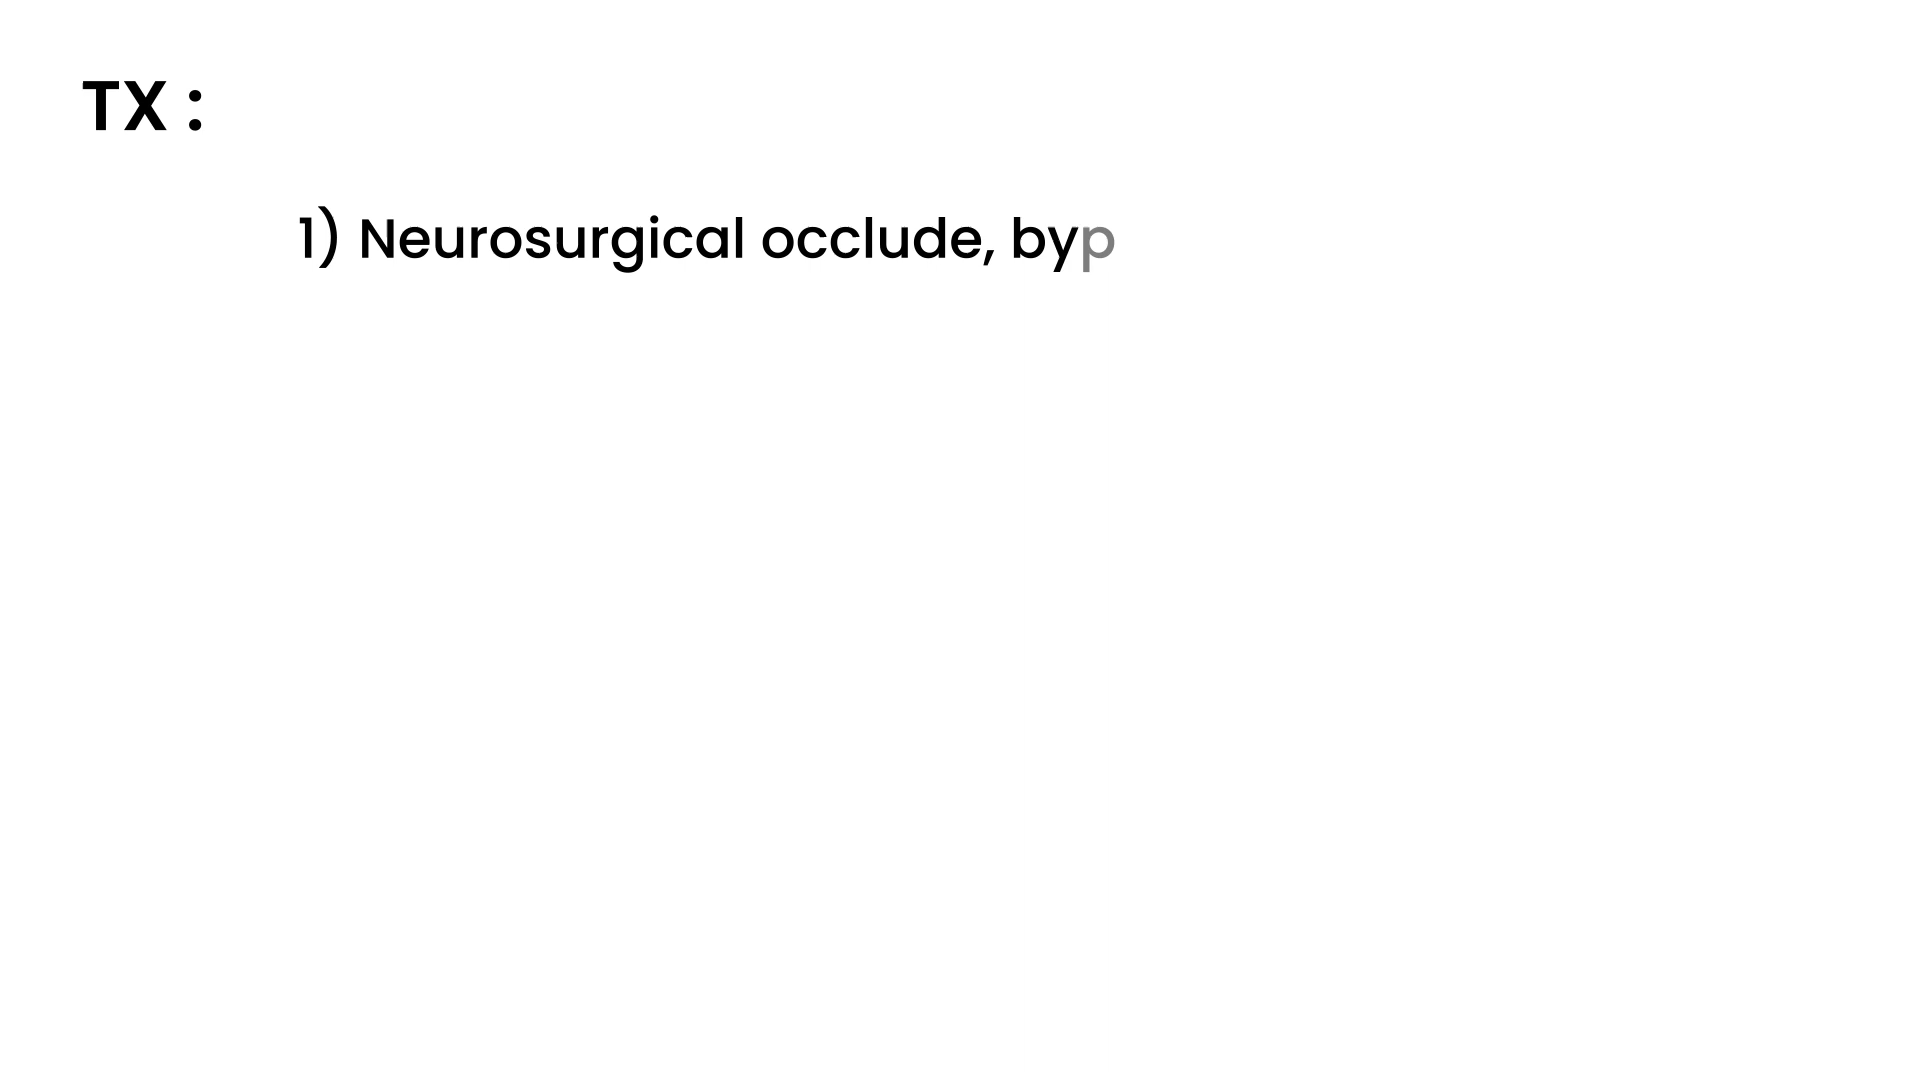 TX :
1) Neurosurgical occlude, byp